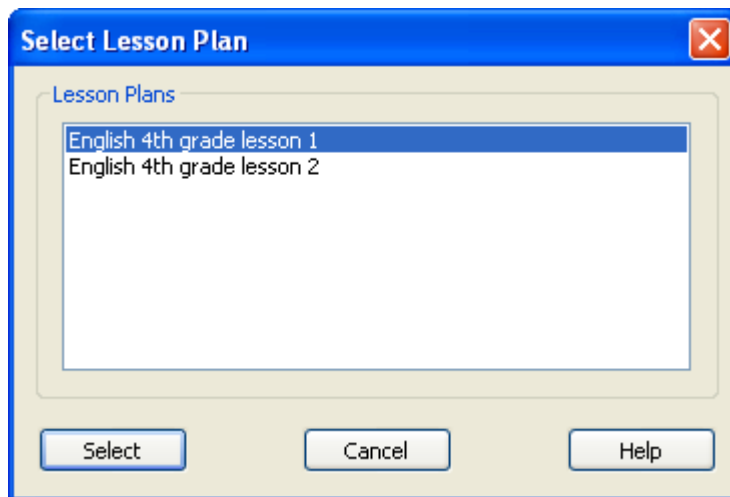 Select Lesson Plan
Lesson Plans
English 4th grade lesson 1
English 4th grade lesson 2
Select Cancel Help